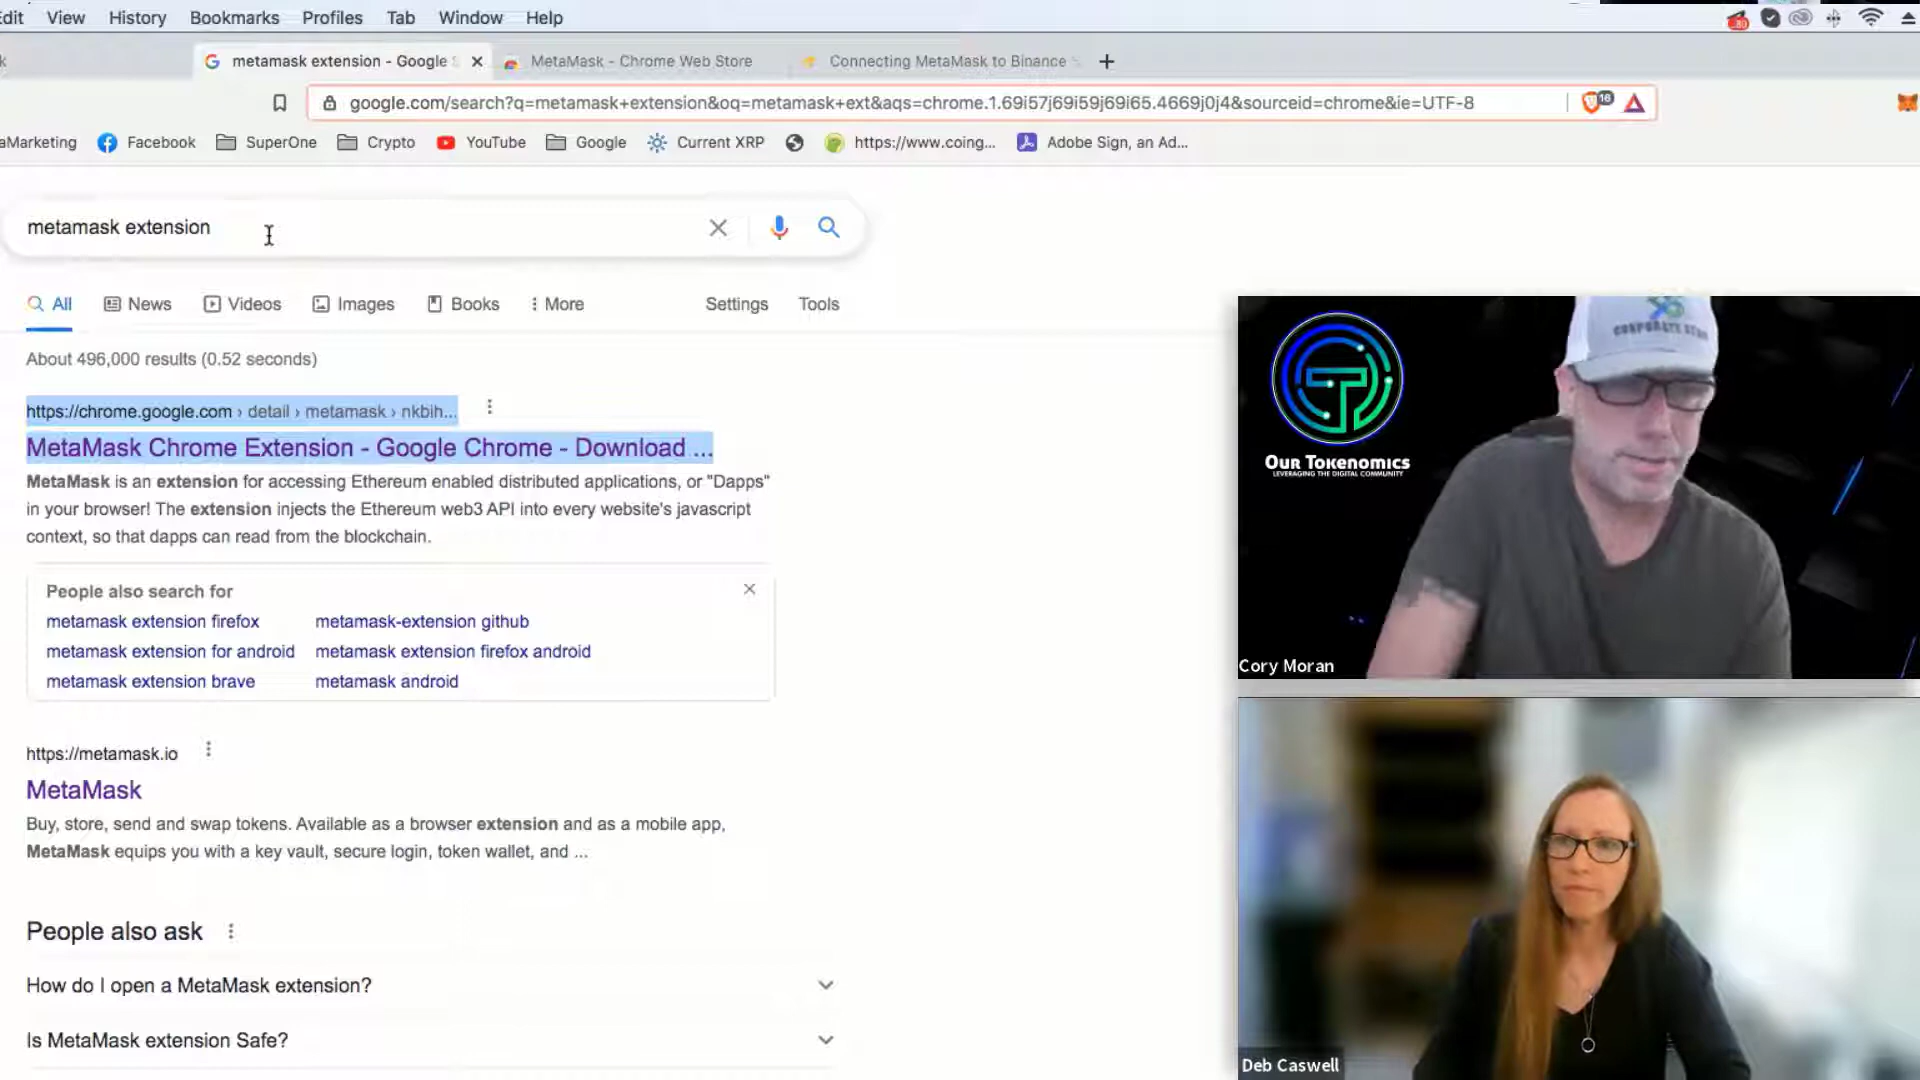 Edit View History Bookmarks Profiles Tab Window Help
metamask extension - Google S
MetaMask - Chrome Web Store
Connecting MetaMask to Binance
google.com/search?q=metamask+extension&oq=metamask+ext&aqs=chrome.1.69i57j69i59j69i65.4669j0j4&sourceid=chrome&ie=UTF-8
16
aMarketing Facebook SuperOne Crypto YouTube Google Current XRP https://www.coing... Adobe Sign, an Ad...
metamask extension
All News Videos Images Books More Settings Tools
About 496,000 results (0.52 seconds)
https://chrome.google.com › detail › metamask › nkbih...
MetaMask Chrome Extension - Google Chrome - Download ...
MetaMask is an extension for accessing Ethereum enabled distributed applications, or "Dapps"
in your browser! The extension injects the Ethereum web3 API into every website's javascript
context, so that dapps can read from the blockchain.
People also search for
metamask extension firefox metamask-extension github
metamask extension for android metamask extension firefox android
metamask extension brave metamask android
https://metamask.io
MetaMask
Buy, store, send and swap tokens. Available as a browser extension and as a mobile app,
MetaMask equips you with a key vault, secure login, token wallet, and ...
People also ask
How do I open a MetaMask extension?
Is MetaMask extension Safe?
OUR TOKENOMICS
LEVERAGING THE DIGITAL COMMUNITY
CORPORATE
Cory Moran
Deb Caswell